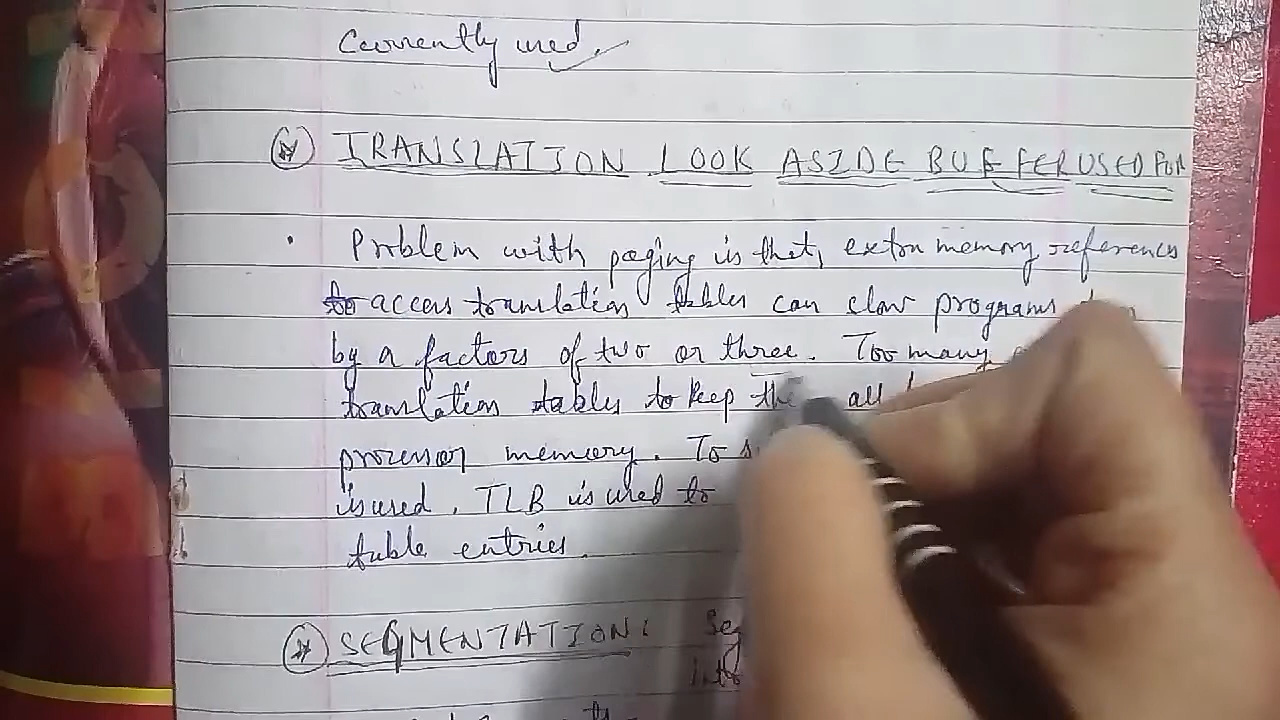 Currently used.
TRANSLATION LOOK ASIDE BUFFER USED FOR
Problem with paging is that, extra memory references
to access translation tables can slow programs
by a factors of two or three. Too many
translation tables to keep all
processor memory. To
is used. TLB is used to
table entries.
SEGMENTATION: Seg
int